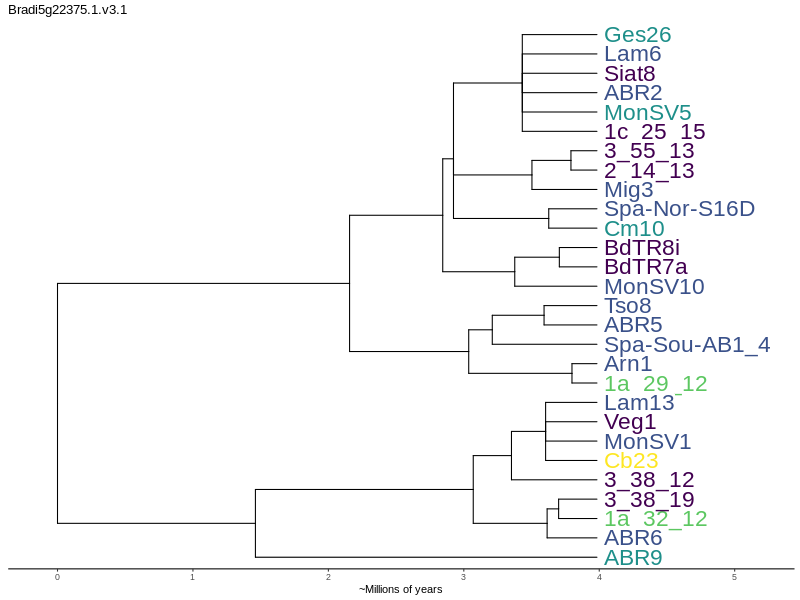 Bradi5g22375.1.v3.1
Ges26
Lam6
Siat8
ABR2
MonSV5
1c_25_15
3_55_13
2_14_13
Mig3
Spa-Nor-S16D
Cm10
BdTR8i
BdTR7a
MonSV10
Tso8
ABR5
Spa-Sou-AB1_4
Arn1
1a_29_12
Lam13
Veg1
MonSV1
Cb23
3_38_12
3_38_19
1a_32_12
ABR6
ABR9
0 1 2 3 4 5
~Millions of years